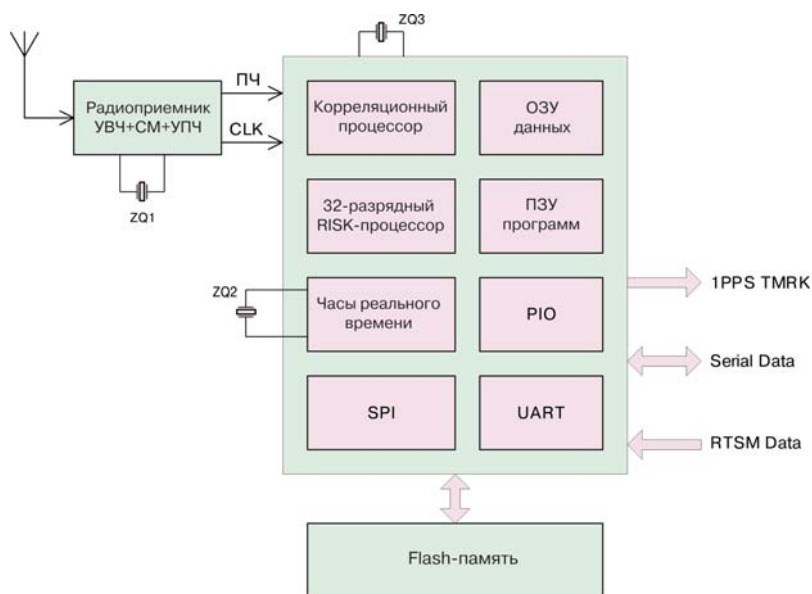 ZQ3
ПЧ
Радиоприемник
УВЧ+СМ+УПЧ
CLK
ZQ1
Корреляционный
процессор
ОЗУ
данных
32-разрядный
RISK-процессор
ПЗУ
программ
ZQ2
Часы реального
времени
PIO
1PPS TMRK
Serial Data
SPI
UART
RTSM Data
Flash-память